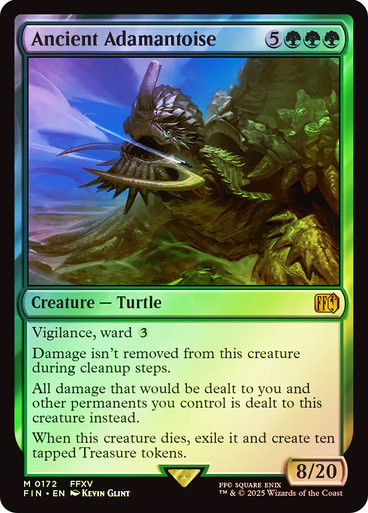 Ancient Adamantoise 5
Creature — Turtle
Vigilance, ward 3
Damage isn't removed from this creature
during cleanup steps.
All damage that would be dealt to you and
other permanents you control is dealt to this
creature instead.
When this creature dies, exile it and create ten
tapped Treasure tokens.
8/20
M 0172 FFXV
FIN • EN Kevin Glint
FF© SQUARE ENIX
™ & © 2025 Wizards of the Coast